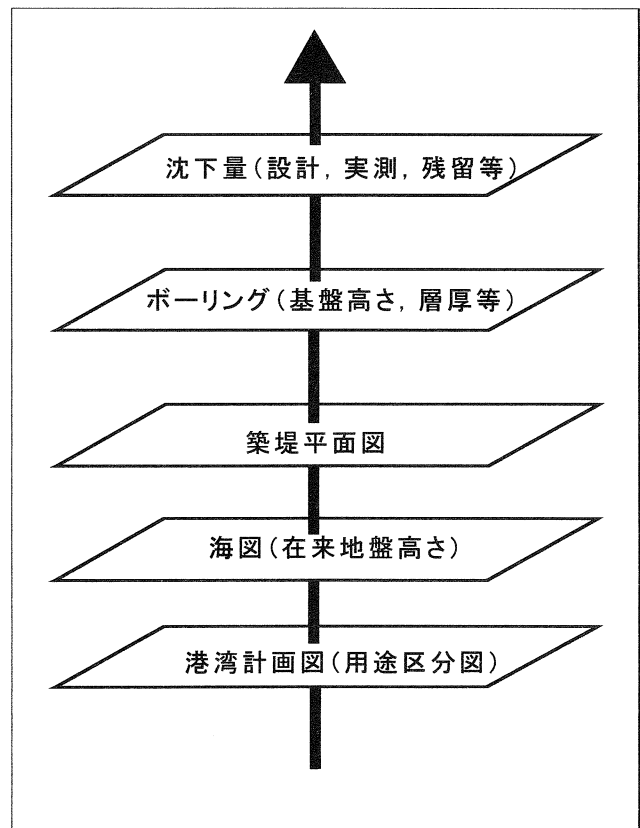 沈下量(設計, 実測, 残留等)
ボーリング(基盤高さ, 層厚等)
築堤平面図
海図(在来地盤高さ)
港湾計画図(用途区分図)